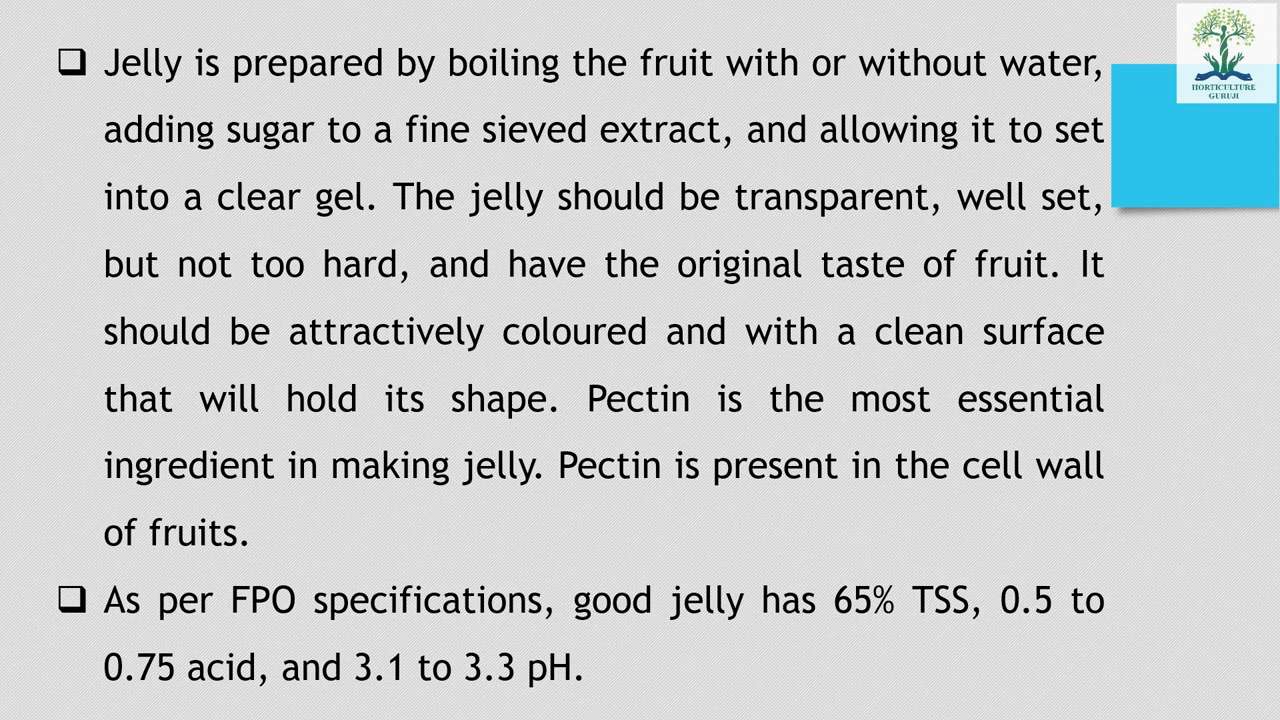 HORTICULTURE
GURUJI
❑ Jelly is prepared by boiling the fruit with or without water,
adding sugar to a fine sieved extract, and allowing it to set
into a clear gel. The jelly should be transparent, well set,
but not too hard, and have the original taste of fruit. It
should be attractively coloured and with a clean surface
that will hold its shape. Pectin is the most essential
ingredient in making jelly. Pectin is present in the cell wall
of fruits.
❑ As per FPO specifications, good jelly has 65% TSS, 0.5 to
0.75 acid, and 3.1 to 3.3 pH.